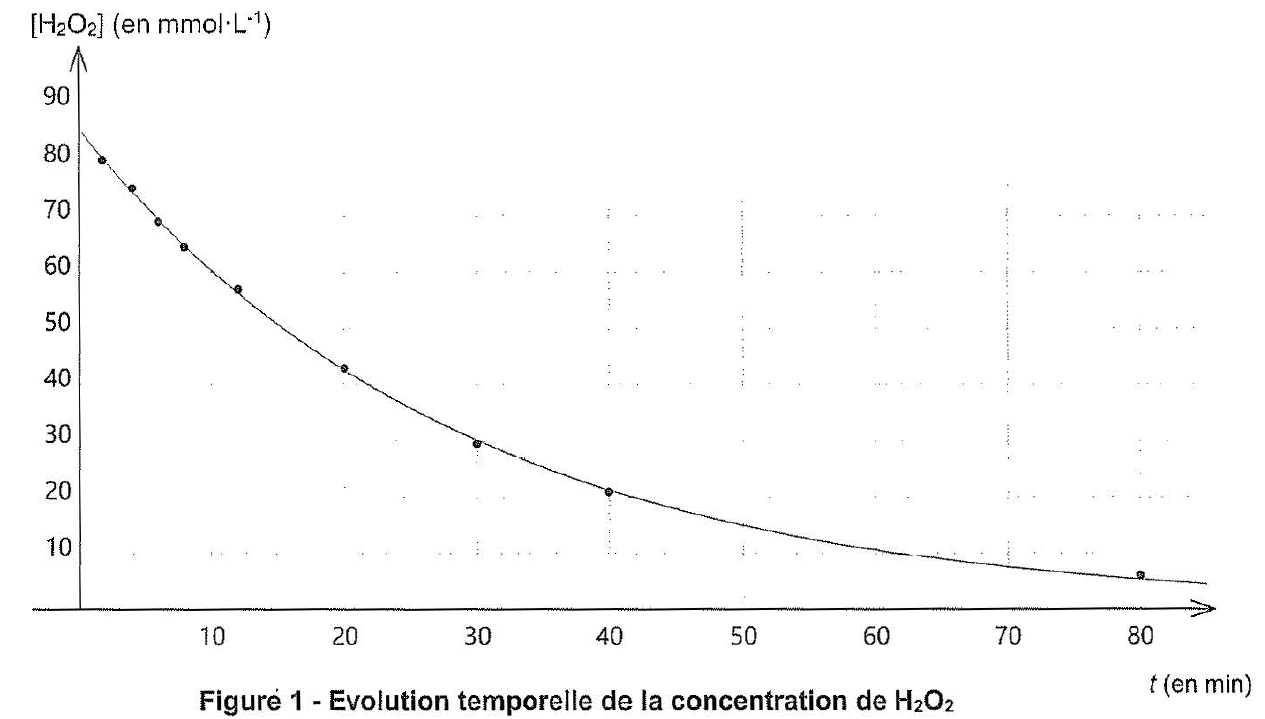 [H₂O₂] (en mmol·L⁻¹)
90
80
70
60
50
40
30
20
10
10 20 30 40 50 60 70 80
t (en min)
Figuré 1 - Evolution temporelle de la concentration de H₂O₂